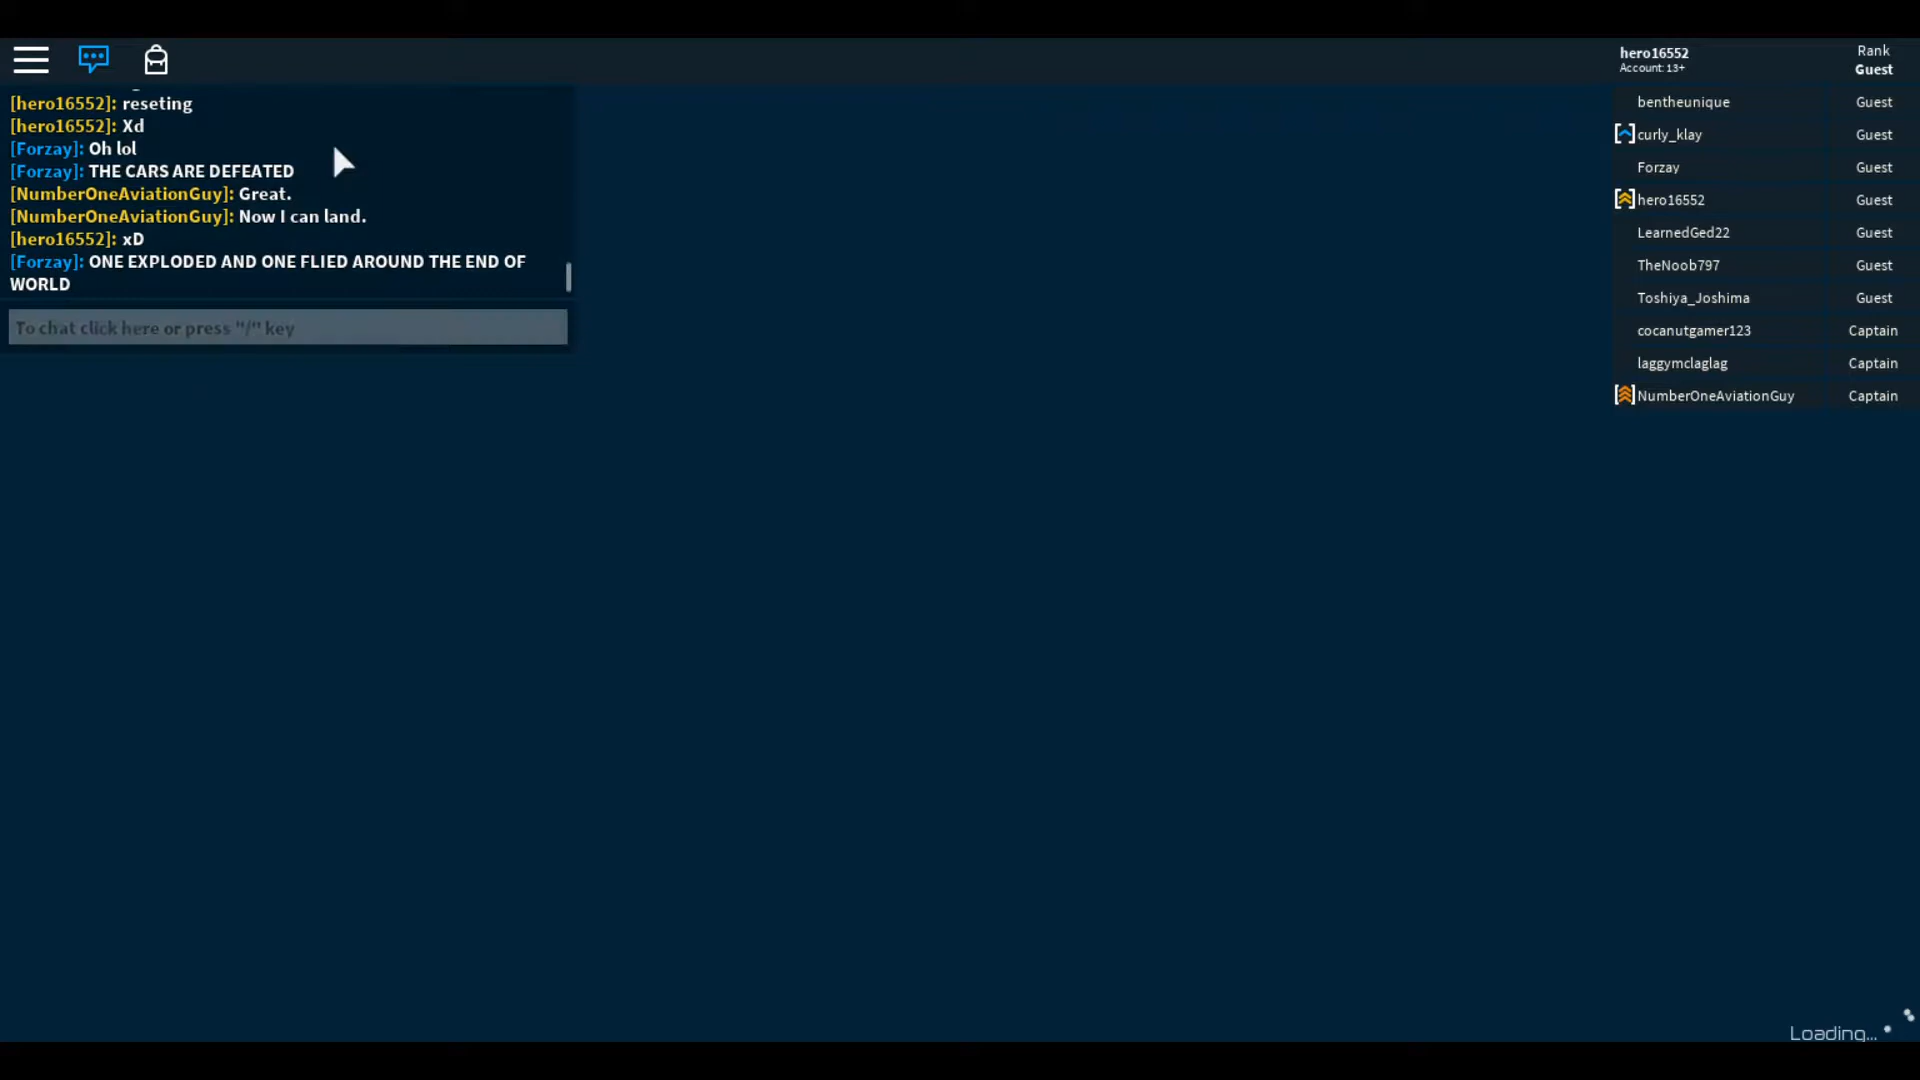 hero16552
Account: 13+
Rank
Guest
[hero16552]: reseting
[hero16552]: Xd
[Forzay]: Oh lol
[Forzay]: THE CARS ARE DEFEATED
[NumberOneAviationGuy]: Great.
[NumberOneAviationGuy]: Now I can land.
[hero16552]: xD
[Forzay]: ONE EXPLODED AND ONE FLIED AROUND THE END OF
WORLD
To chat click here or press "/" key
bentheunique Guest
curly_klay Guest
Forzay Guest
hero16552 Guest
LearnedGed22 Guest
TheNoob797 Guest
Toshiya_Joshima Guest
cocanutgamer123 Captain
laggymclaglag Captain
NumberOneAviationGuy Captain
Loading...